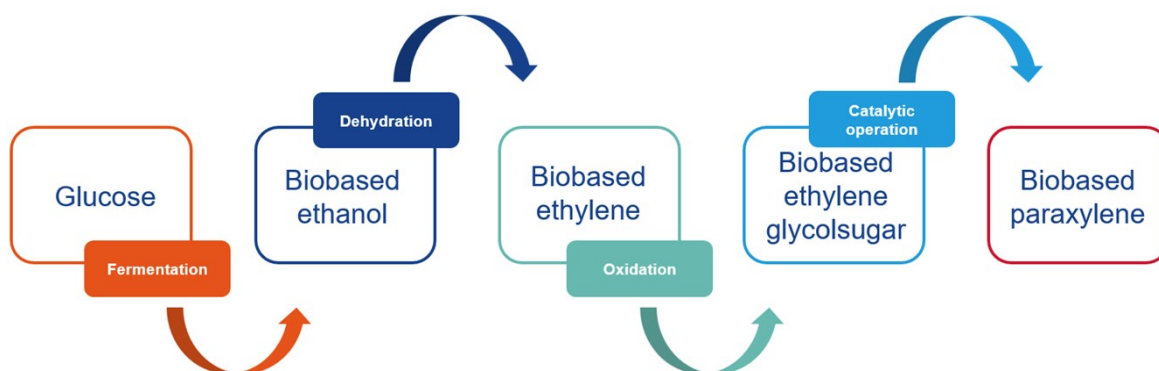 Glucose
Fermentation
Biobased
ethanol
Dehydration
Biobased
ethylene
Oxidation
Biobased
ethylene
glycolsugar
Catalytic
operation
Biobased
paraxylene